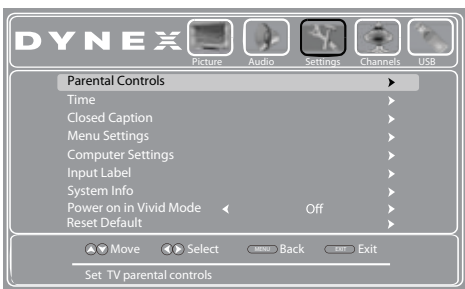 DYNEX
Picture Audio Settings Channels USB
Parental Controls
Time
Closed Caption
Menu Settings
Computer Settings
Input Label
System Info
Power on in Vivid Mode Off
Reset Default
Move Select MENU Back EXIT Exit
Set TV parental controls